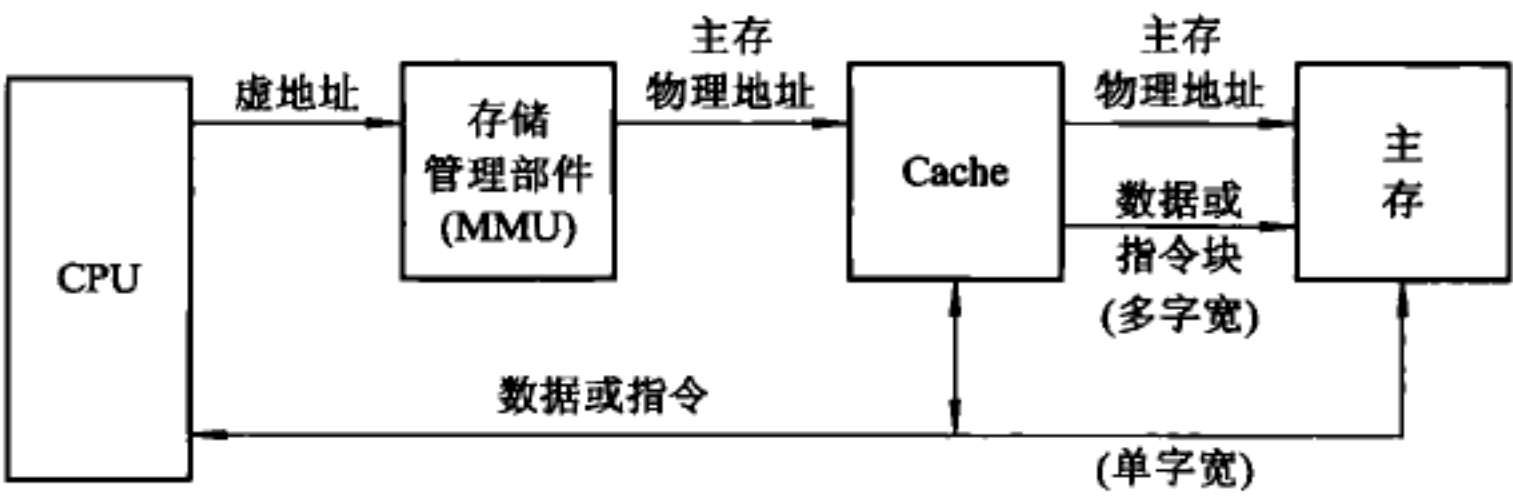 CPU
虚地址
存储
管理部件
(MMU)
主存
物理地址
Cache
主存
物理地址
数据或
指令块
(多字宽)
主
存
数据或指令
(单字宽)